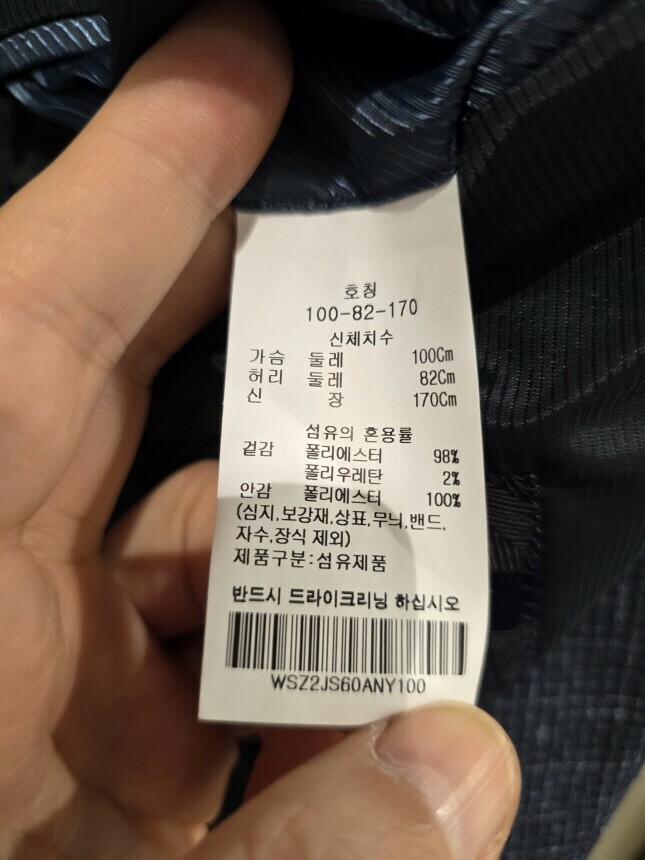 호칭
100-82-170
신체치수
가슴 둘레 100Cm
허리 둘레 82Cm
신 장 170Cm
섬유의 혼용률
겉감 폴리에스터 98%
폴리우레탄 2%
안감 폴리에스터 100%
(심지,보강재,상표,무늬,밴드,
자수,장식 제외)
제품구분:섬유제품
반드시 드라이크리닝 하십시오
WSZ2JS60ANY100